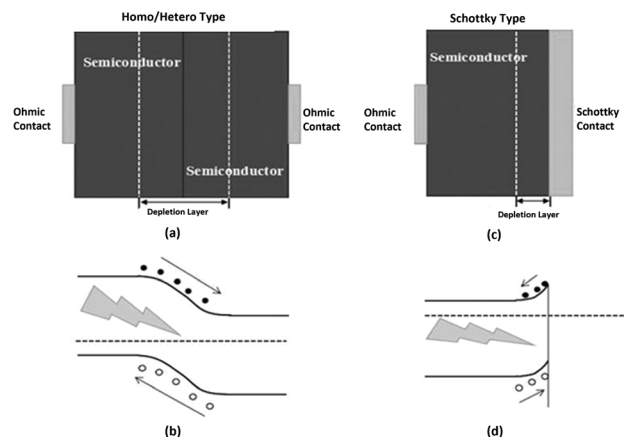 Homo/Hetero Type
Semiconductor
Ohmic
Contact
Ohmic
Contact
Semiconductor
Depletion Layer
(a)
Schottky Type
Semiconductor
Ohmic
Contact
Schottky
Contact
Depletion Layer
(c)
(b)
(d)